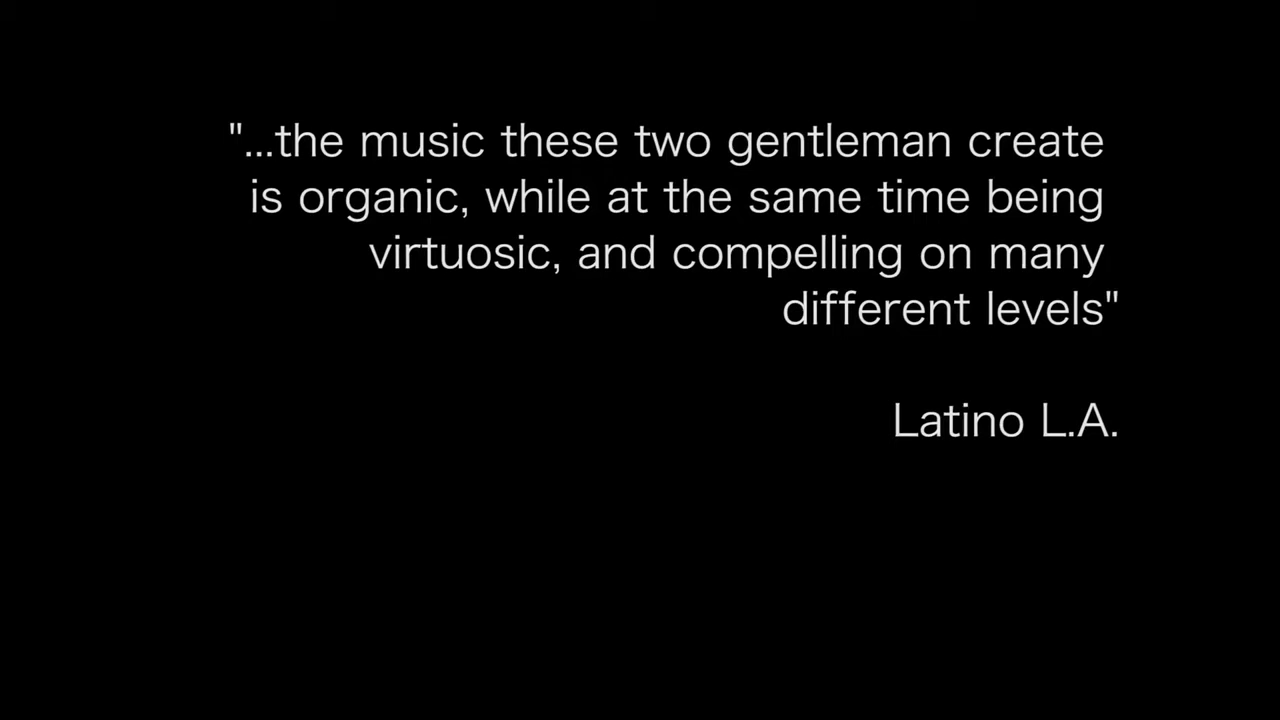 "...the music these two gentleman create
is organic, while at the same time being
virtuosic, and compelling on many
different levels"
Latino L.A.